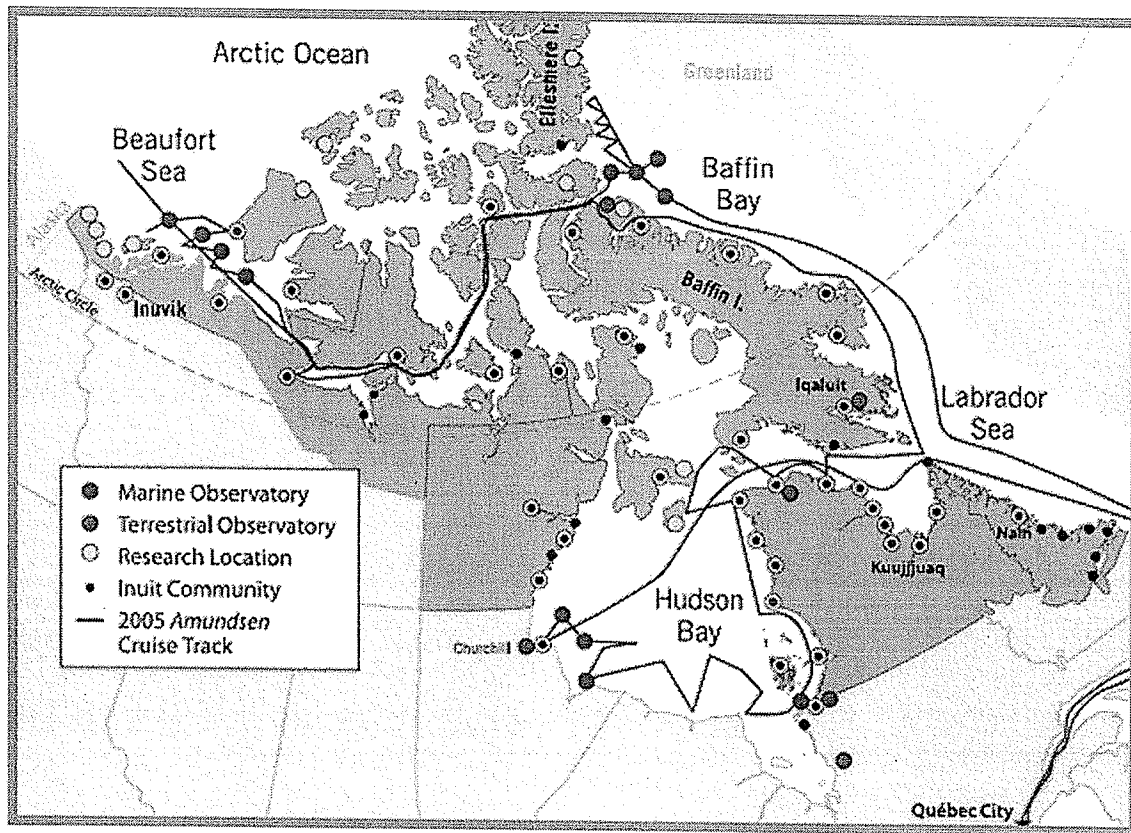 Arctic Ocean
Ellesmere I.
Greenland
Beaufort
Sea
Baffin
Bay
Alaska
Arctic Circle
Inuvik
Baffin I.
Iqaluit
Labrador
Sea
Marine Observatory
Terrestrial Observatory
Research Location
Inuit Community
2005 Amundsen
Cruise Track
Nain
Kuujjuaq
Hudson
Bay
Churchill
Québec City